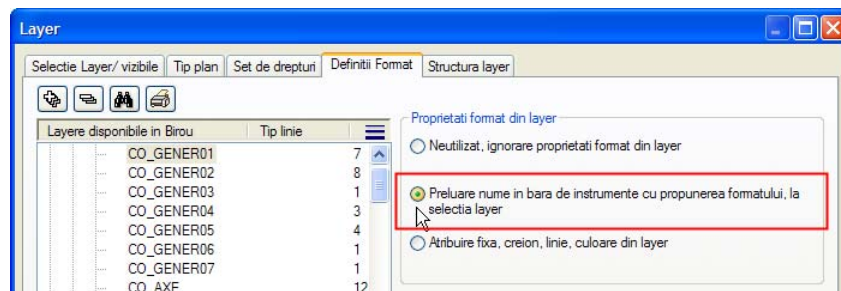 Layer
Selectie Layer/ vizibile Tip plan Set de drepturi Definitii Format Structura layer
Layere disponibile in Birou Tip linie
CO_GENER01 7
CO_GENER02 8
CO_GENER03 1
CO_GENER04 3
CO_GENER05 4
CO_GENER06 1
CO_GENER07 1
CO_AXE 12
Proprietati format din layer
Neutilizat, ignorare proprietati format din layer
Preluare nume in bara de instrumente cu propunerea formatului, la
selectia layer
Atribuire fixa, creion, linie, culoare din layer